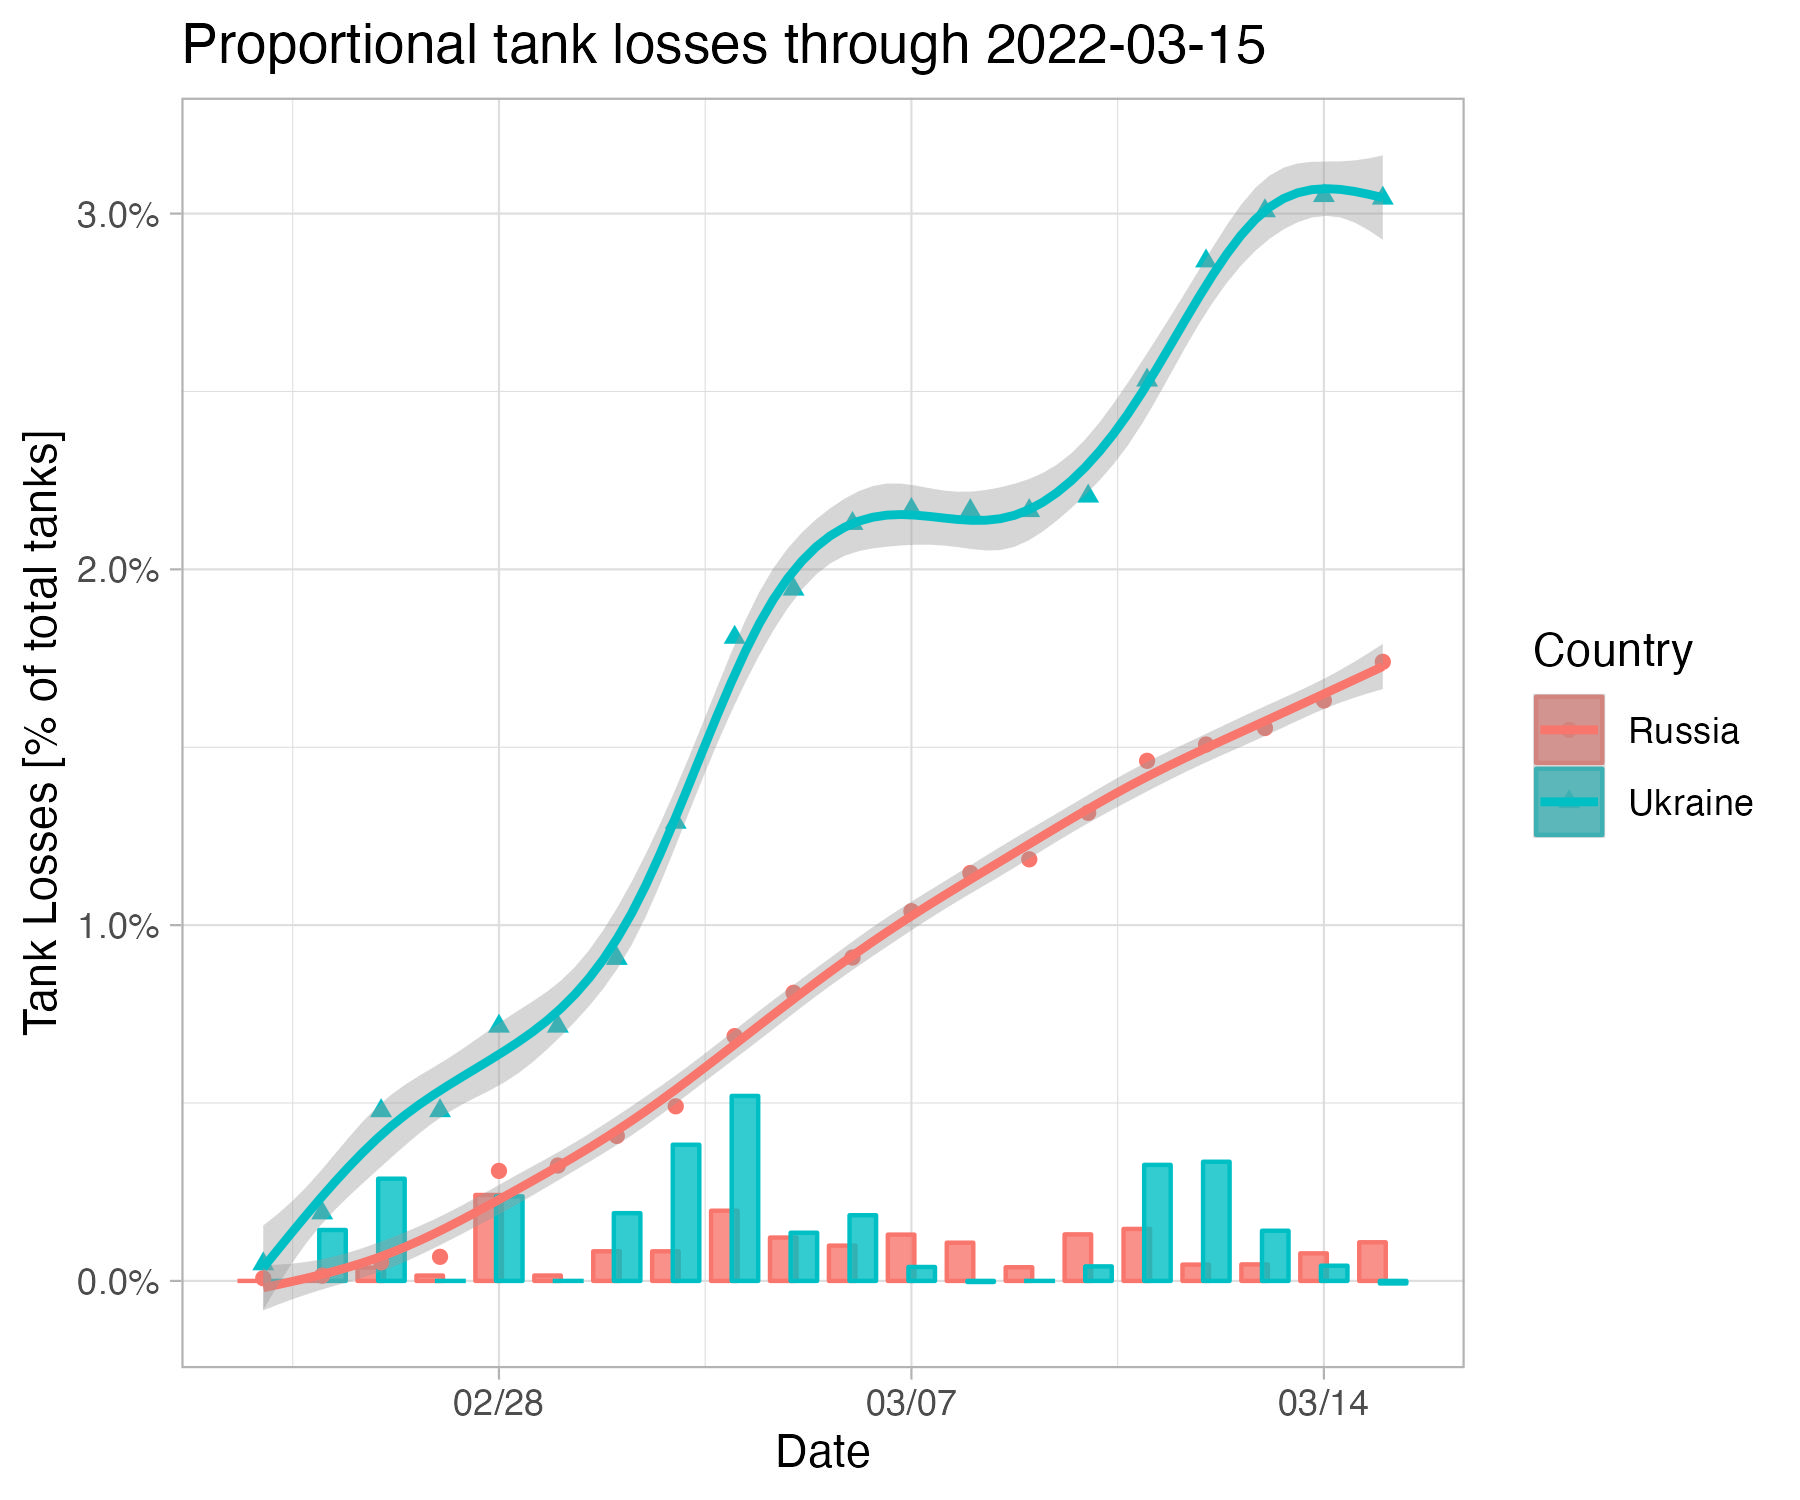 Proportional tank losses through 2022-03-15
Tank Losses [% of total tanks]
3.0%
2.0%
1.0%
0.0%
02/28
03/07
03/14
Date
Country
Russia
Ukraine